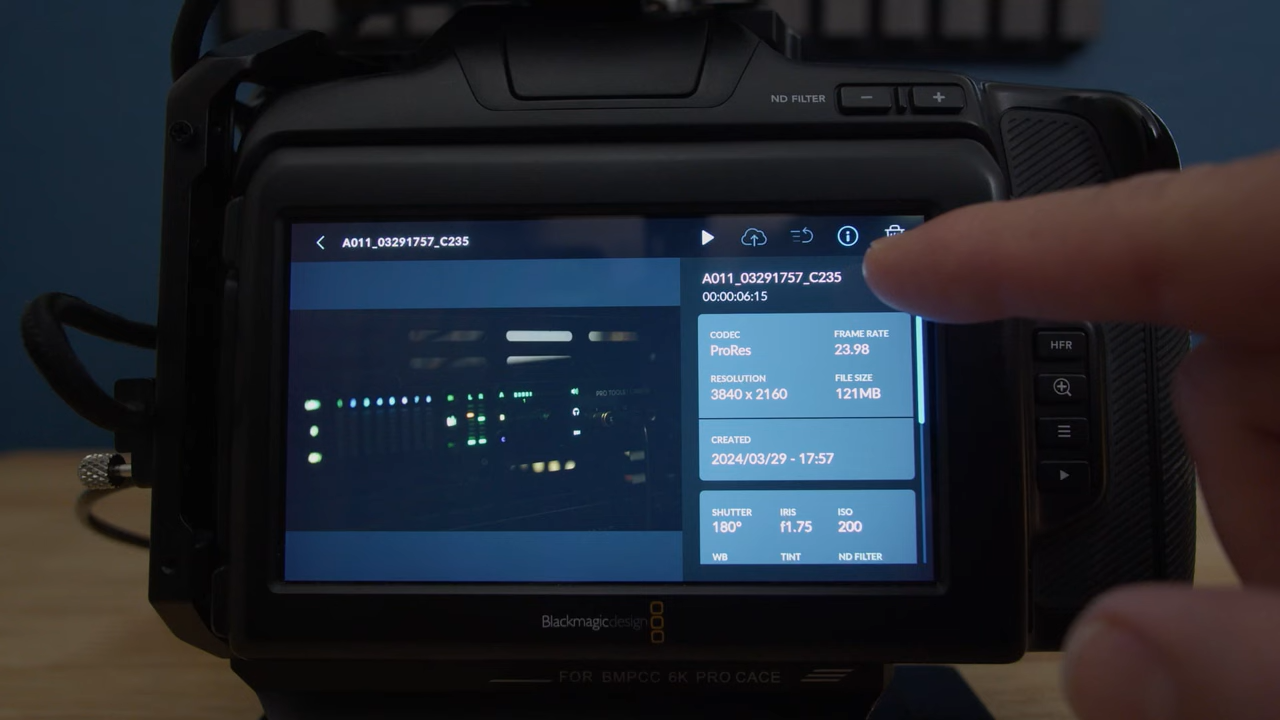 ND FILTER
A011_03291757_C235
A011_03291757_C235
00:00:06:15
CODEC FRAME RATE
ProRes 23.98
RESOLUTION FILE SIZE
3840 x 2160 121MB
CREATED
2024/03/29 - 17:57
SHUTTER IRIS ISO
180° f1.75 200
WB TINT ND FILTER
PRO TOOLS
HFR
Blackmagicdesign
FOR BMPCC 6K PRO CAGE